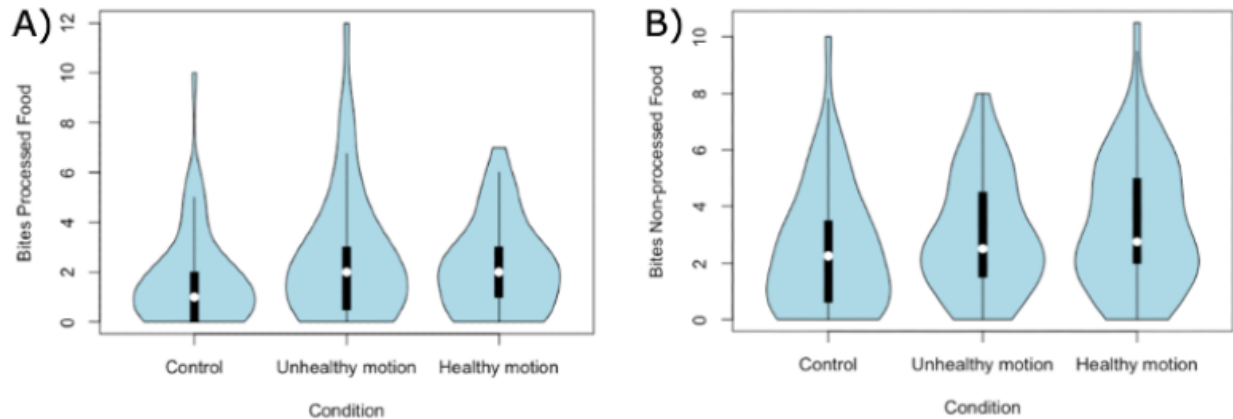 A)
Bites Processed Food
12
10
8
6
4
2
0
Control
Unhealthy motion
Healthy motion
Condition
B)
Bites Non-processed Food
10
8
6
4
2
0
Control
Unhealthy motion
Healthy motion
Condition